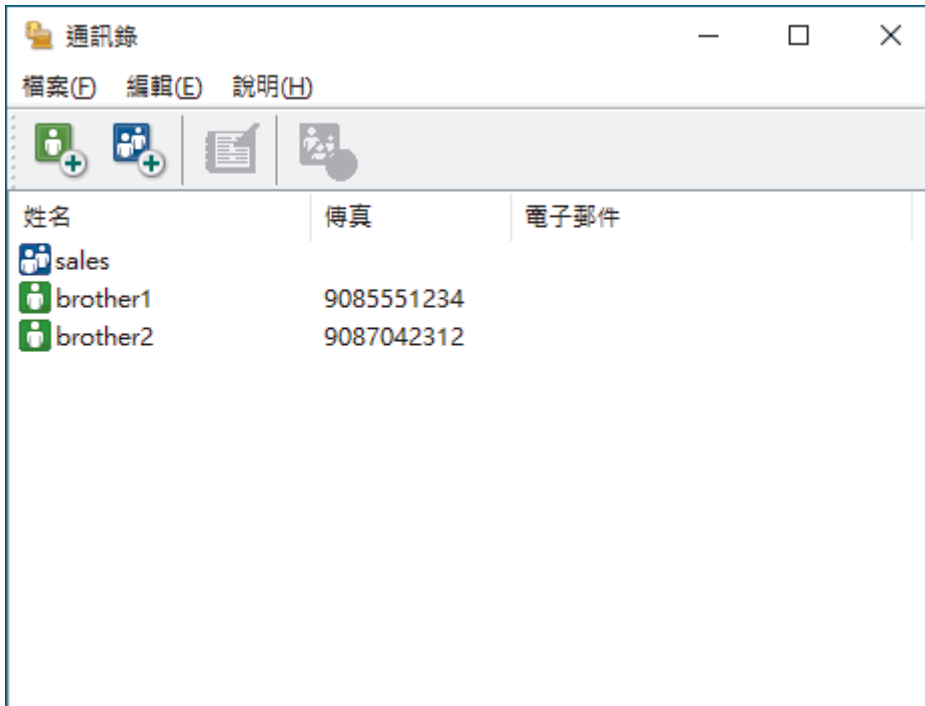 通訊錄
檔案(F) 編輯(E) 說明(H)
姓名 傳真 電子郵件
sales
brother1 9085551234
brother2 9087042312